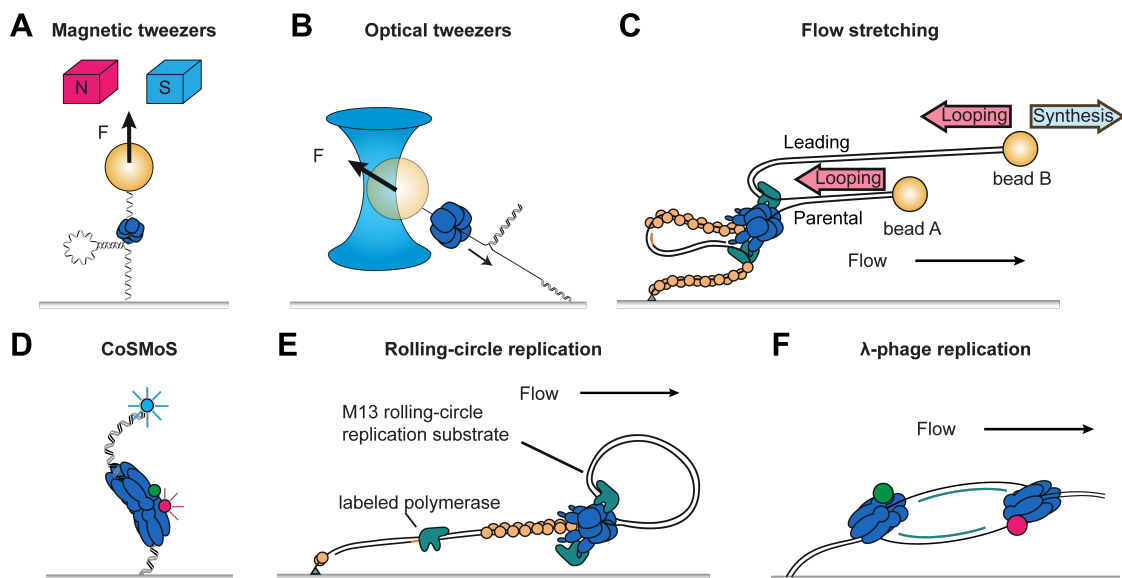 A
Magnetic tweezers
N
S
F
B
Optical tweezers
F
C
Flow stretching
Looping
Synthesis
Leading
bead B
Looping
Parental
bead A
Flow
D
CoSMoS
E
Rolling-circle replication
Flow
M13 rolling-circle
replication substrate
labeled polymerase
F
λ-phage replication
Flow